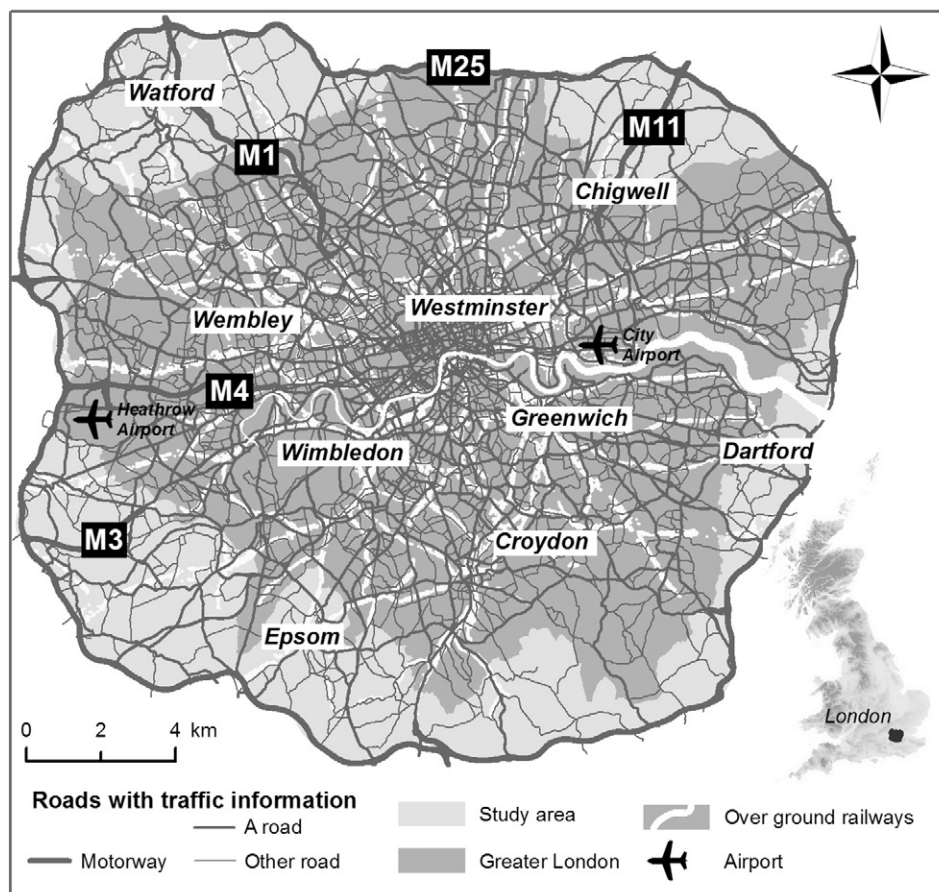 M25
Watford
M11
M1
Chigwell
Westminster
Wembley
City
Airport
M4
Heathrow
Airport
Greenwich
Wimbledon
Dartford
M3
Croydon
Epsom
0 4 km
London
Roads with traffic information
A road
Study area
Over ground railways
Motorway
Other road
Greater London
Airport